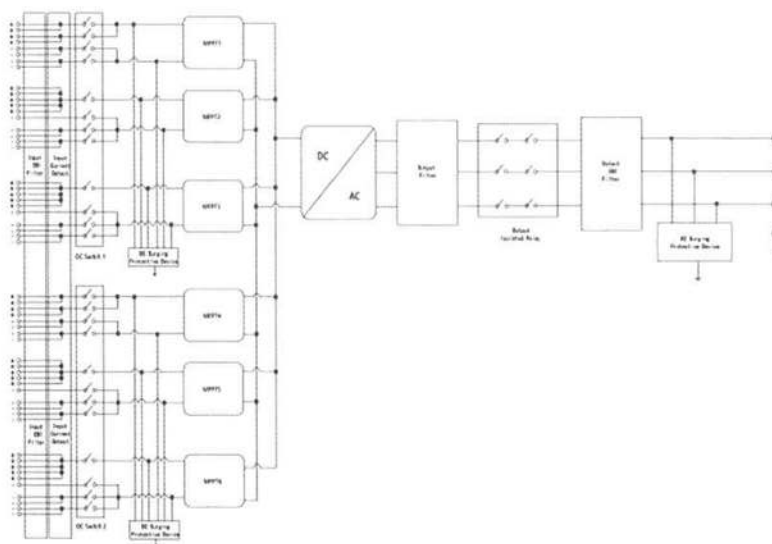 MPPT1
MPPT2
MPPT3
Input
EMI
Filter
Input
Current
Detect
DC Switch 1
DC Surging
Protective Device
DC
AC
Output
Filter
Output
Isolated Relay
Output
EMI
Filter
AC Surging
Protective Device
MPPT4
MPPT5
MPPT6
Input
EMI
Filter
Input
Current
Detect
DC Switch 2
DC Surging
Protective Device